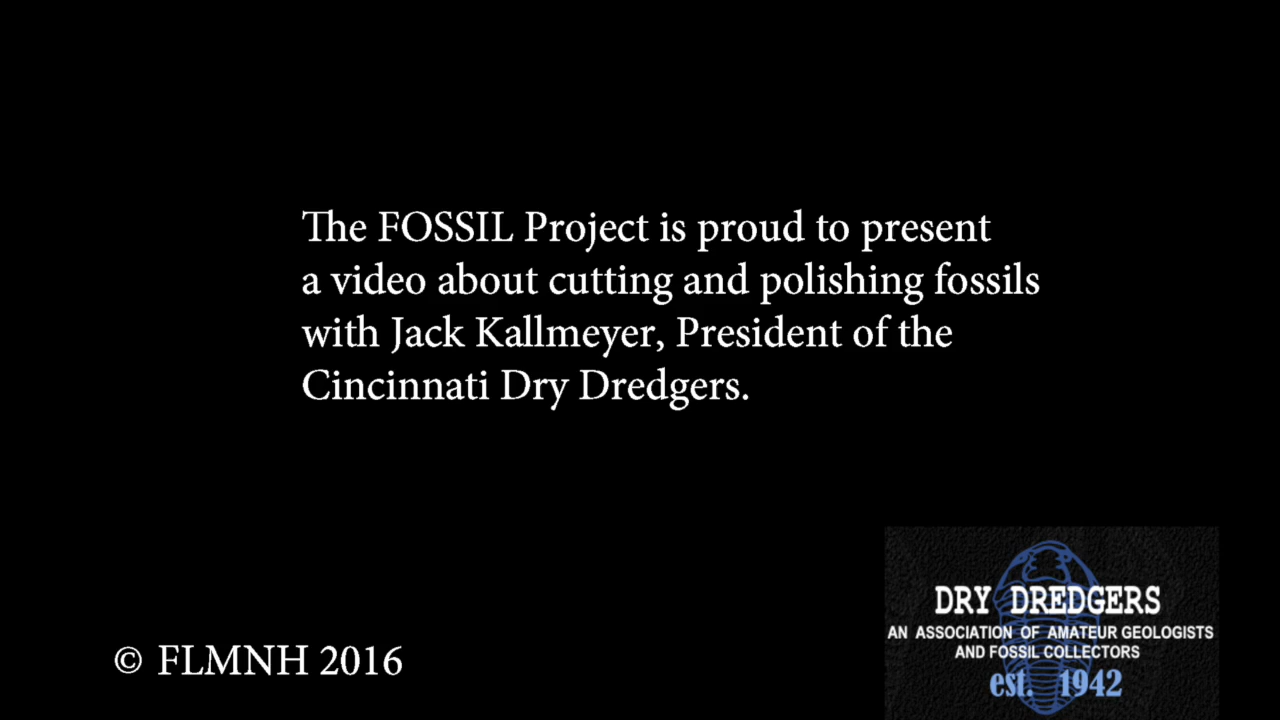 The FOSSIL Project is proud to present
a video about cutting and polishing fossils
with Jack Kallmeyer, President of the
Cincinnati Dry Dredgers.
DRY DREDGERS
AN ASSOCIATION OF AMATEUR GEOLOGISTS
AND FOSSIL COLLECTORS
est. 1942
© FLMNH 2016